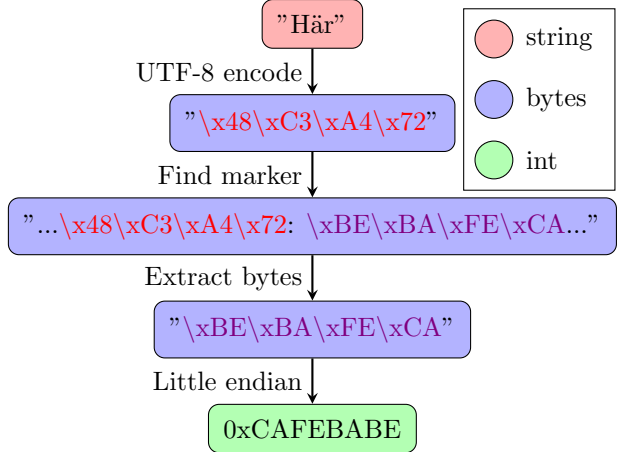 ”Här”
UTF-8 encode
”\x48\xC3\xA4\x72”
Find marker
”...\x48\xC3\xA4\x72: \xBE\xBA\xFE\xCA...”
Extract bytes
”\xBE\xBA\xFE\xCA”
Little endian
0xCAFEBABE
string
bytes
int